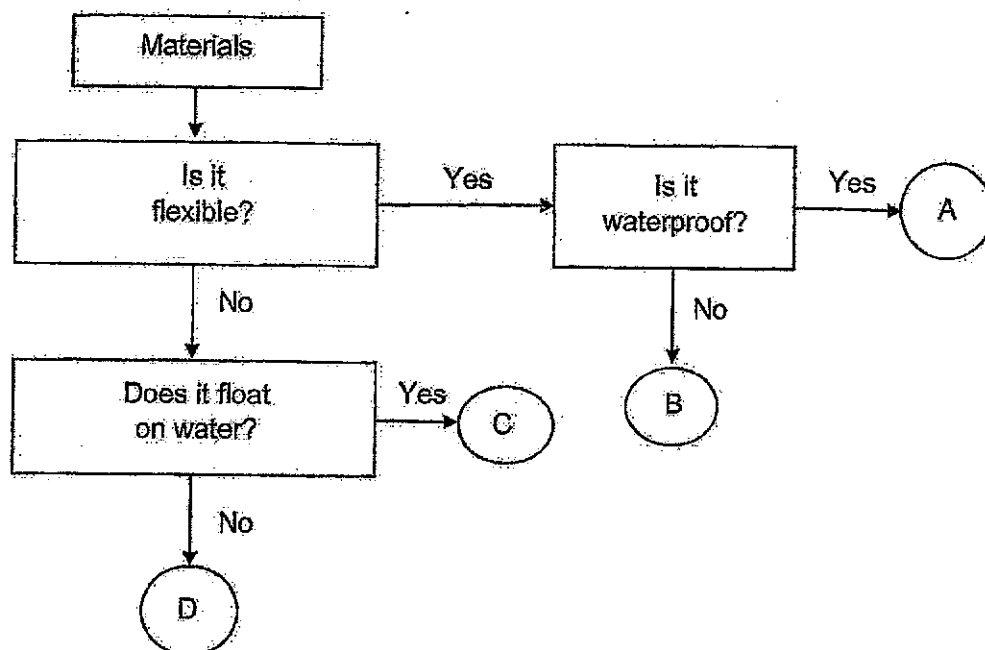 Materials
Is it
flexible?
Yes
Is it
waterproof?
Yes
A
No
No
B
Does it float
on water?
Yes
C
No
D